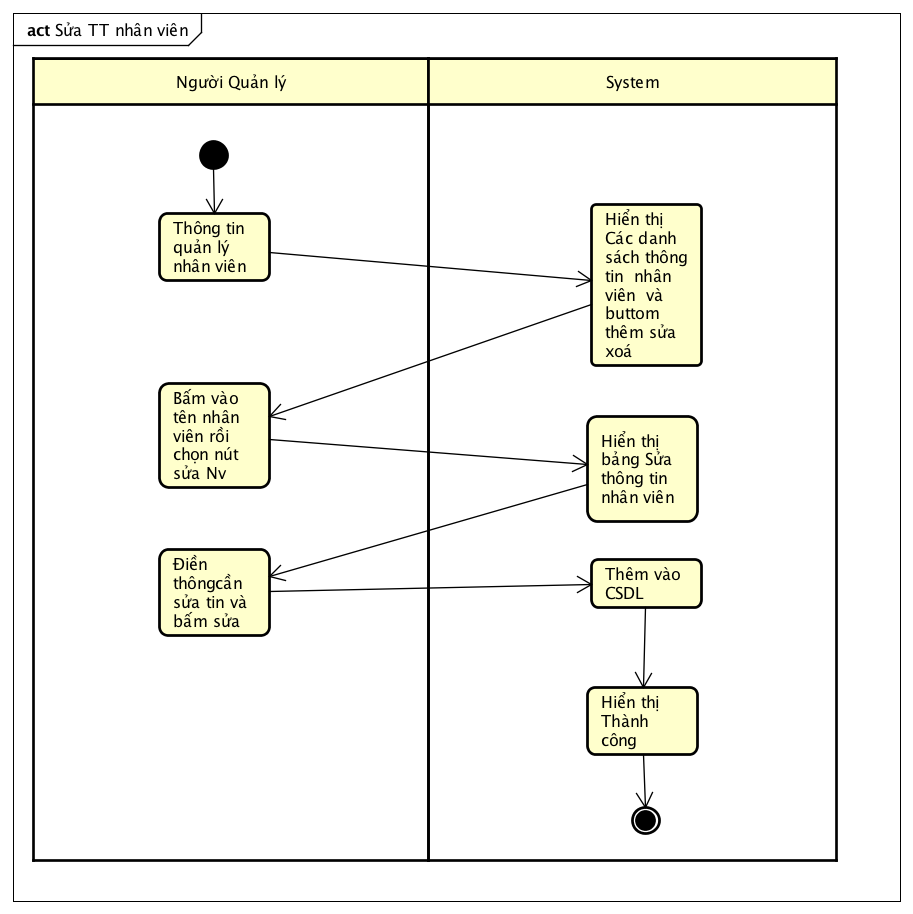 act Sửa TT nhân viên
Người Quản lý
System
Thông tin
quản lý
nhân viên
Hiển thị
Các danh
sách thông
tin nhân
viên và
buttom
thêm sửa
xoá
Bấm vào
tên nhân
viên rồi
chọn nút
sửa Nv
Hiển thị
bảng Sửa
thông tin
nhân viên
Điền
thôngcần
sửa tin và
bấm sửa
Thêm vào
CSDL
Hiển thị
Thành
công